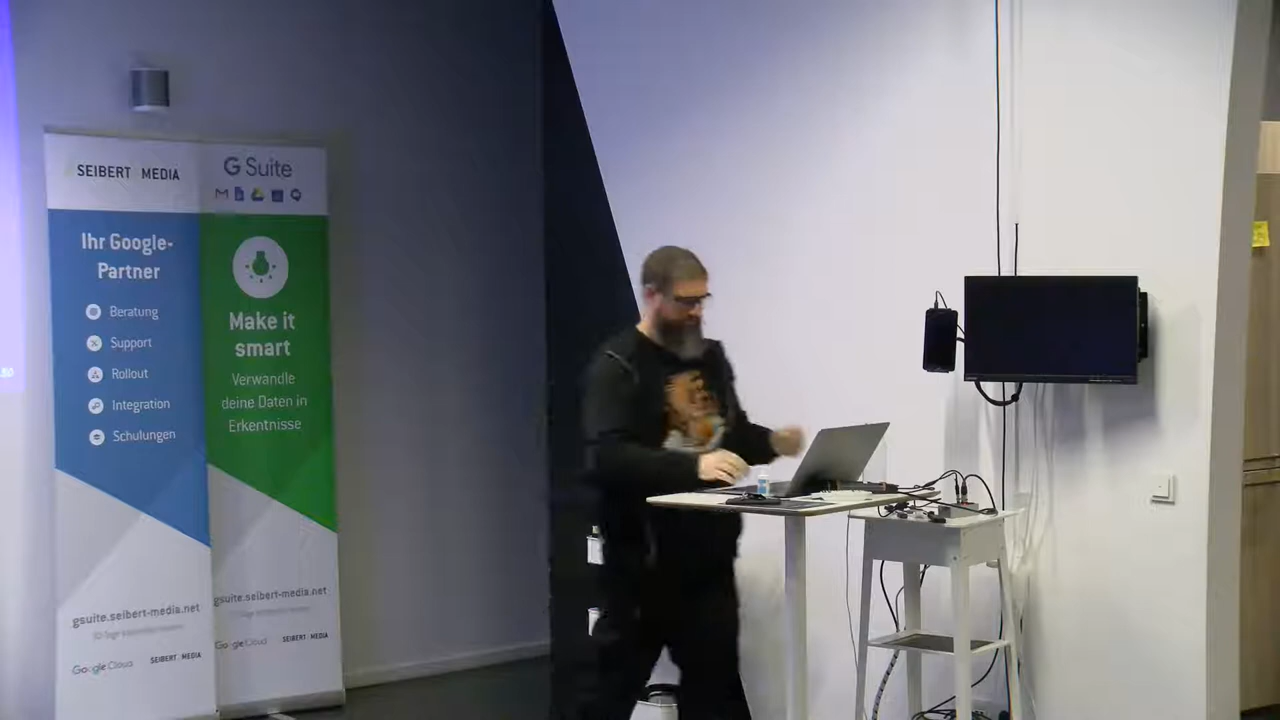 SEIBERT MEDIA
Ihr Google-
Partner
Beratung
Support
Rollout
Integration
Schulungen
gsuite.seibert-media.net
Google Cloud
SEIBERT MEDIA
G Suite
Make it
smart
Verwandle
deine Daten in
Erkentnisse
gsuite.seibert-media.net
Google Cloud
SEIBERT MEDIA